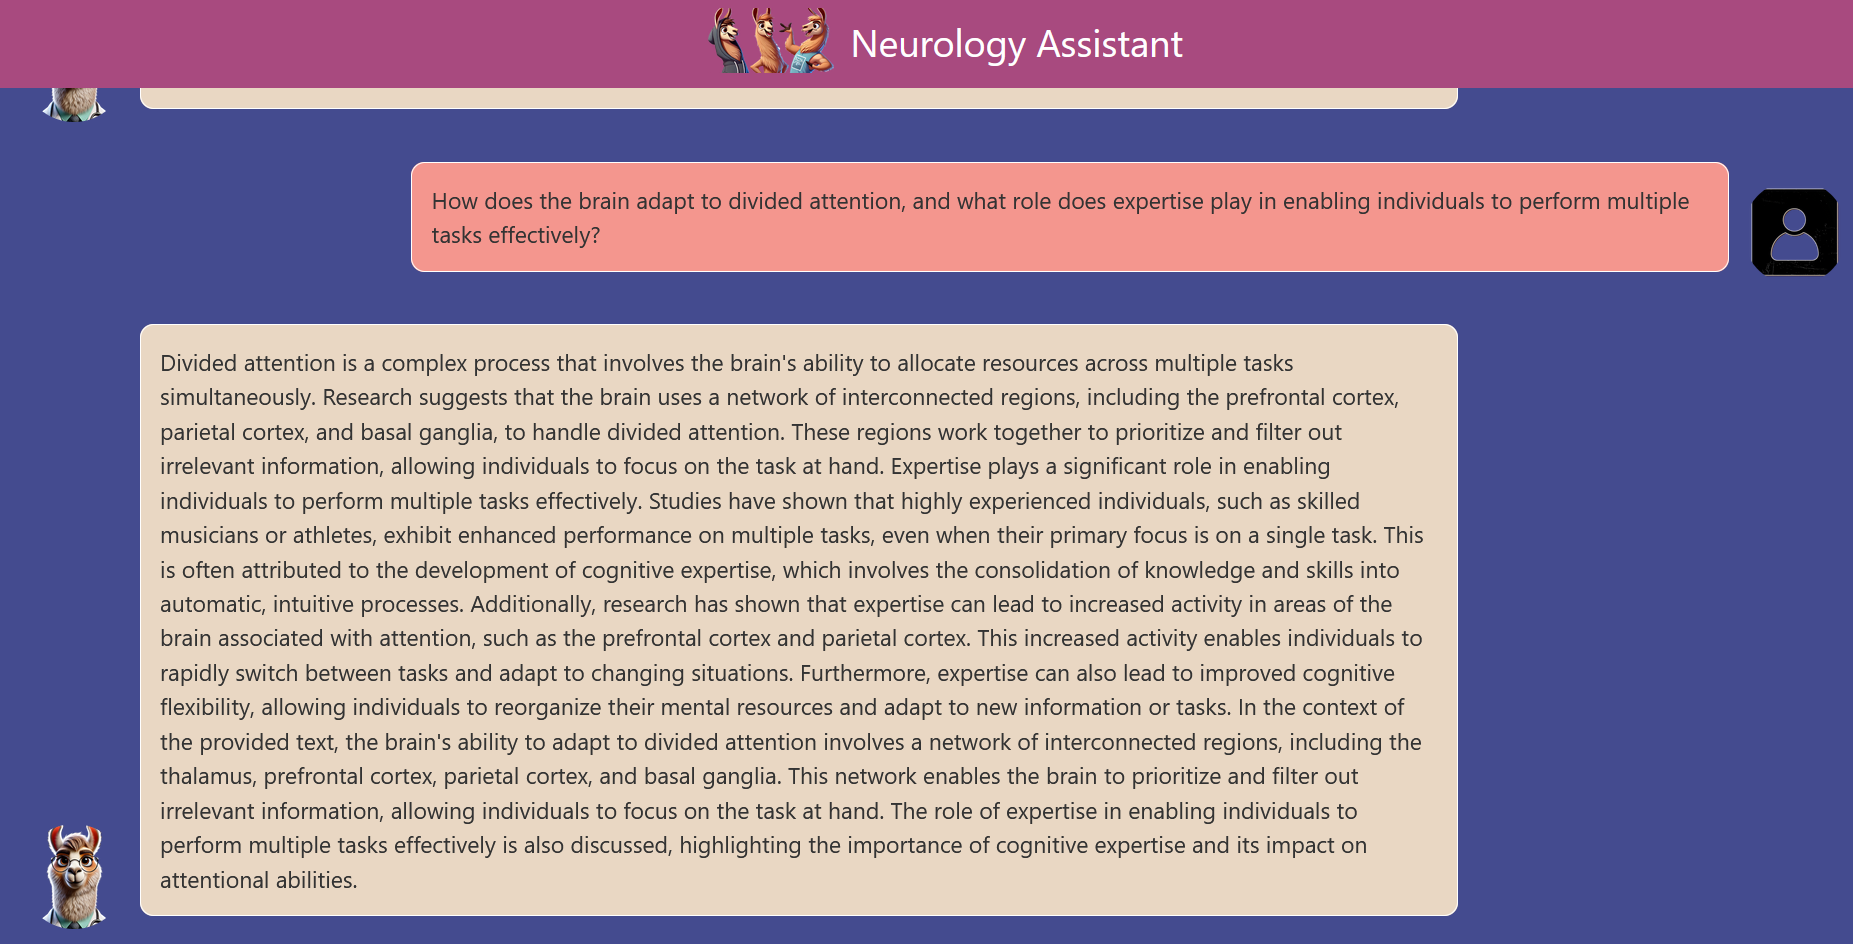 Neurology Assistant
How does the brain adapt to divided attention, and what role does expertise play in enabling individuals to perform multiple
tasks effectively?
Divided attention is a complex process that involves the brain's ability to allocate resources across multiple tasks
simultaneously. Research suggests that the brain uses a network of interconnected regions, including the prefrontal cortex,
parietal cortex, and basal ganglia, to handle divided attention. These regions work together to prioritize and filter out
irrelevant information, allowing individuals to focus on the task at hand. Expertise plays a significant role in enabling
individuals to perform multiple tasks effectively. Studies have shown that highly experienced individuals, such as skilled
musicians or athletes, exhibit enhanced performance on multiple tasks, even when their primary focus is on a single task. This
is often attributed to the development of cognitive expertise, which involves the consolidation of knowledge and skills into
automatic, intuitive processes. Additionally, research has shown that expertise can lead to increased activity in areas of the
brain associated with attention, such as the prefrontal cortex and parietal cortex. This increased activity enables individuals to
rapidly switch between tasks and adapt to changing situations. Furthermore, expertise can also lead to improved cognitive
flexibility, allowing individuals to reorganize their mental resources and adapt to new information or tasks. In the context of
the provided text, the brain's ability to adapt to divided attention involves a network of interconnected regions, including the
thalamus, prefrontal cortex, parietal cortex, and basal ganglia. This network enables the brain to prioritize and filter out
irrelevant information, allowing individuals to focus on the task at hand. The role of expertise in enabling individuals to
perform multiple tasks effectively is also discussed, highlighting the importance of cognitive expertise and its impact on
attentional abilities.